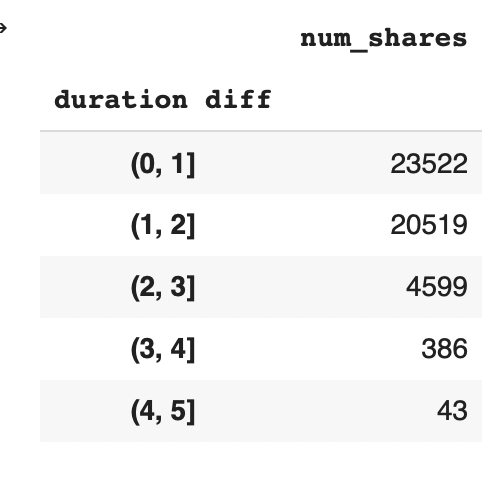 num_shares
duration diff
(0, 1] 23522
(1, 2] 20519
(2, 3] 4599
(3, 4] 386
(4, 5] 43